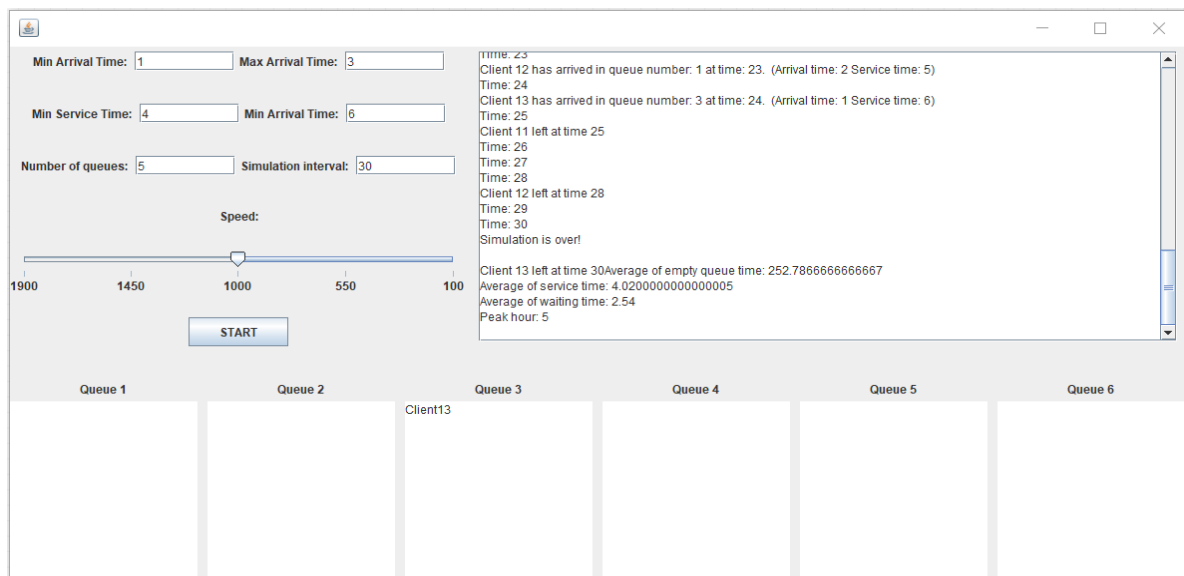 Min Arrival Time: 1 Max Arrival Time: 3
Min Service Time: 4 Min Arrival Time: 6
Number of queues: 5 Simulation interval: 30
Speed:
1900 1450 1000 550 100
START
Time: 23
Client 12 has arrived in queue number: 1 at time: 23. (Arrival time: 2 Service time: 5)
Time: 24
Client 13 has arrived in queue number: 3 at time: 24. (Arrival time: 1 Service time: 6)
Time: 25
Client 11 left at time 25
Time: 26
Time: 27
Time: 28
Client 12 left at time 28
Time: 29
Time: 30
Simulation is over!
Client 13 left at time 30Average of empty queue time: 252.7866666666667
Average of service time: 4.0200000000000005
Average of waiting time: 2.54
Peak hour: 5
Queue 1 Queue 2 Queue 3 Queue 4 Queue 5 Queue 6
Client13